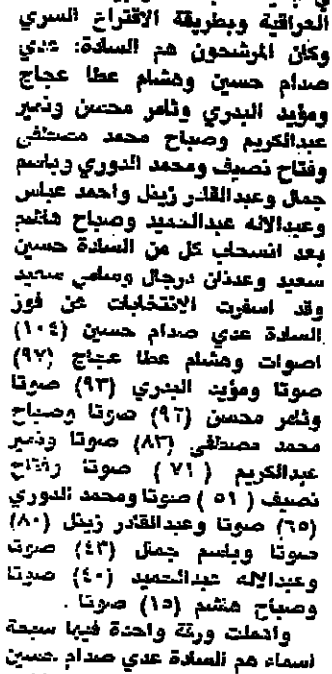 العراقية وبطريقة الاقتراع السري
وكان المرشحون هم السادة: عدي
صدام حسين وهشام عطا عجاج
ومؤيد البدري وثامر محسن ونمير
عبدالكريم وصباح محمد مصطفى
وفتاح نصيف ومحمد الدوري وباسم
جمال وعبدالقادر زينل واحمد عباس
وعبدالاله عبدالحميد وصباح هاشم
بعد انسحاب كل من السادة حسين
سعيد وعدنان درجال وسامي سعيد
وقد اسفرت الانتخابات عن فوز
السادة عدي صدام حسين (١٠٤)
اصوات وهشام عطا عجاج (٩٧)
صوتا ومؤيد البدري (٩٣) صوتا
وثامر محسن (٩٦) صوتا وصباح
محمد مصطفى (٨٢) صوتا ونمير
عبدالكريم (٧١) صوتا وفتاح
نصيف (٥١) صوتا ومحمد الدوري
(٦٥) صوتا وعبدالقادر زينل (٨٠)
صوتا وباسم جمال (٤٣) صوتا
وعبدالاله عبدالحميد (٤٠) صوتا
وصباح هاشم (١٥) صوتا .
واهملت ورقة واحدة فيها سبعة
اسماء هم السادة عدي صدام حسين